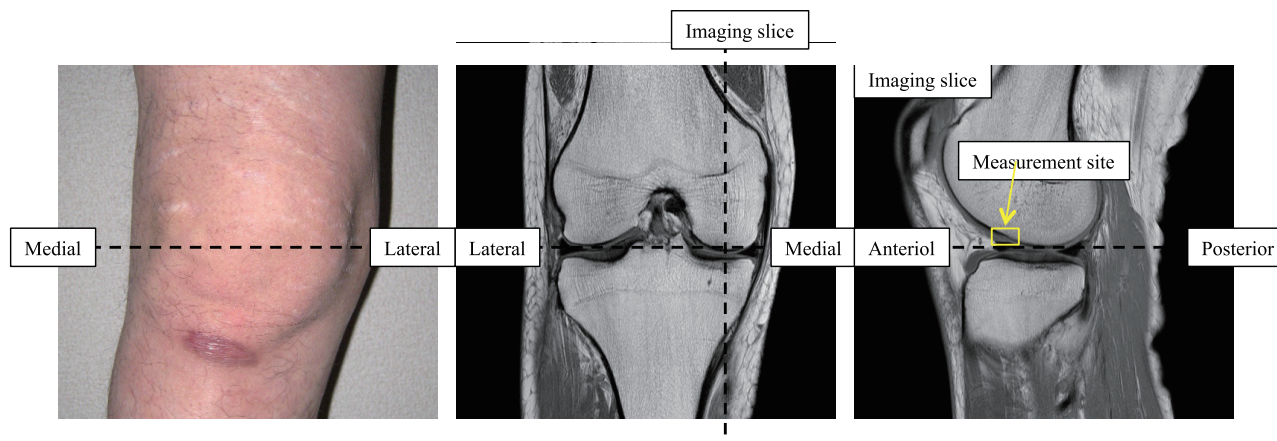 Imaging slice
Imaging slice
Measurement site
Medial
Lateral
Lateral
Medial
Anteriol
Posterior